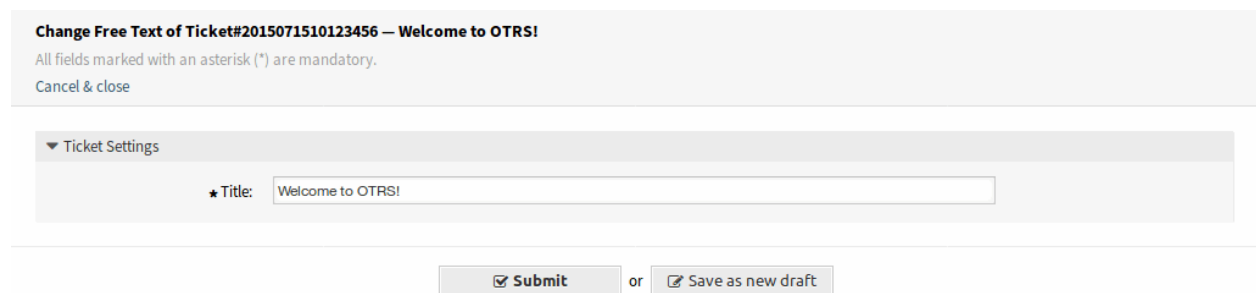 Change Free Text of Ticket#2015071510123456 — Welcome to OTRS!
All fields marked with an asterisk (*) are mandatory.
Cancel & close
Ticket Settings
★ Title: Welcome to OTRS!
Submit or Save as new draft